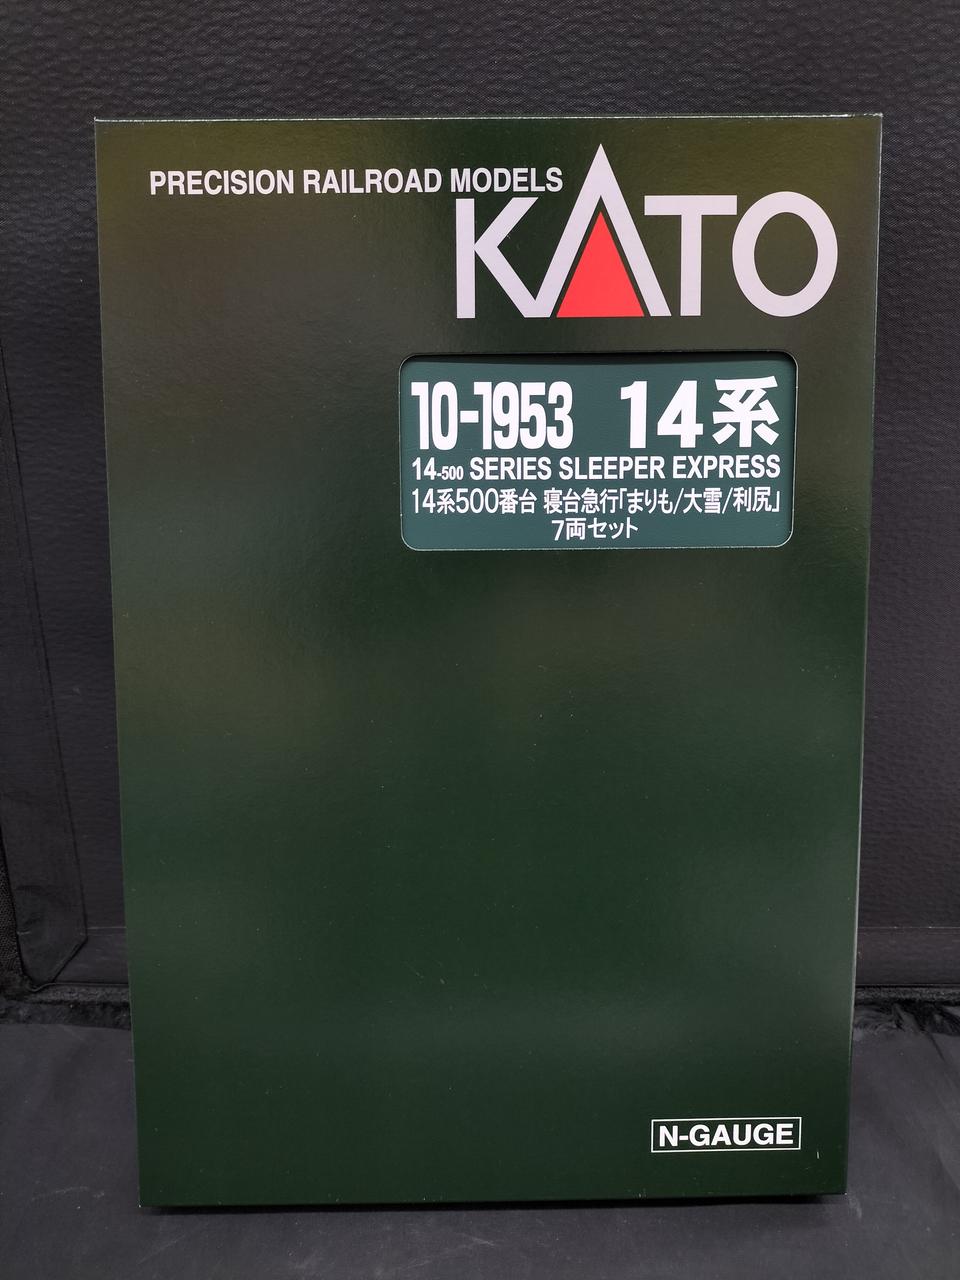 PRECISION RAILROAD MODELS
KATO
10-1953 14系
14-500 SERIES SLEEPER EXPRESS
14系500番台 寝台急行「まりも/大雪/利尻」
7両セット
N-GAUGE